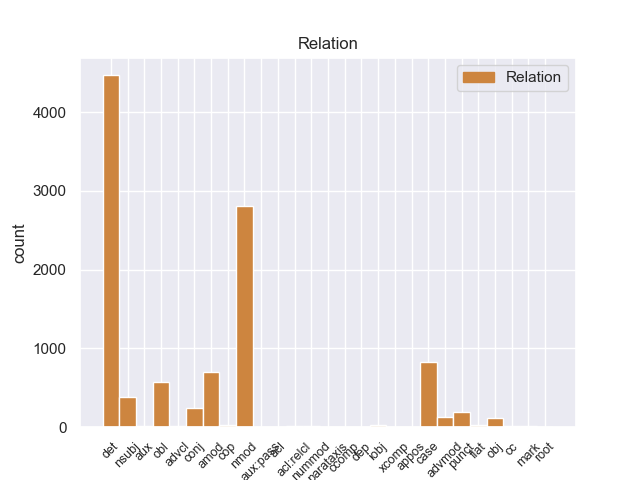 Relation
Relation
4000
3000
2000
1000
0
count
det
nsubj
aux
obl
advcl
conj
amod
cop
nmod
aux:pass
acl
acl:relcl
nummod
parataxis
ccomp
dep
iobj
xcomp
appos
case
advmod
punct
flat
obj
cc
mark
root